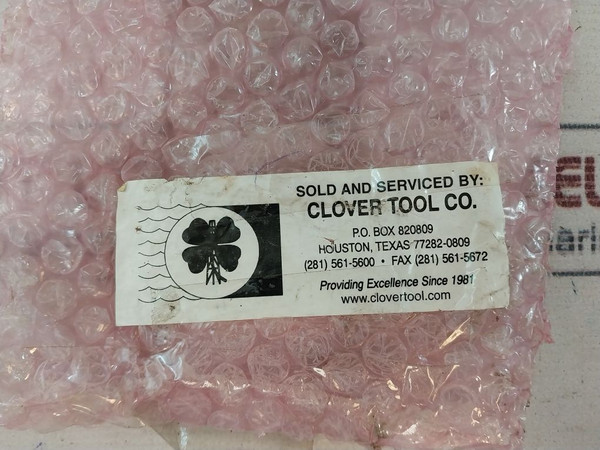 SOLD AND SERVICED BY:
CLOVER TOOL CO.
P.O. BOX 820809
HOUSTON, TEXAS 77282-0809
(281) 561-5600 • FAX (281) 561-5672
Providing Excellence Since 1981
www.clovertool.com